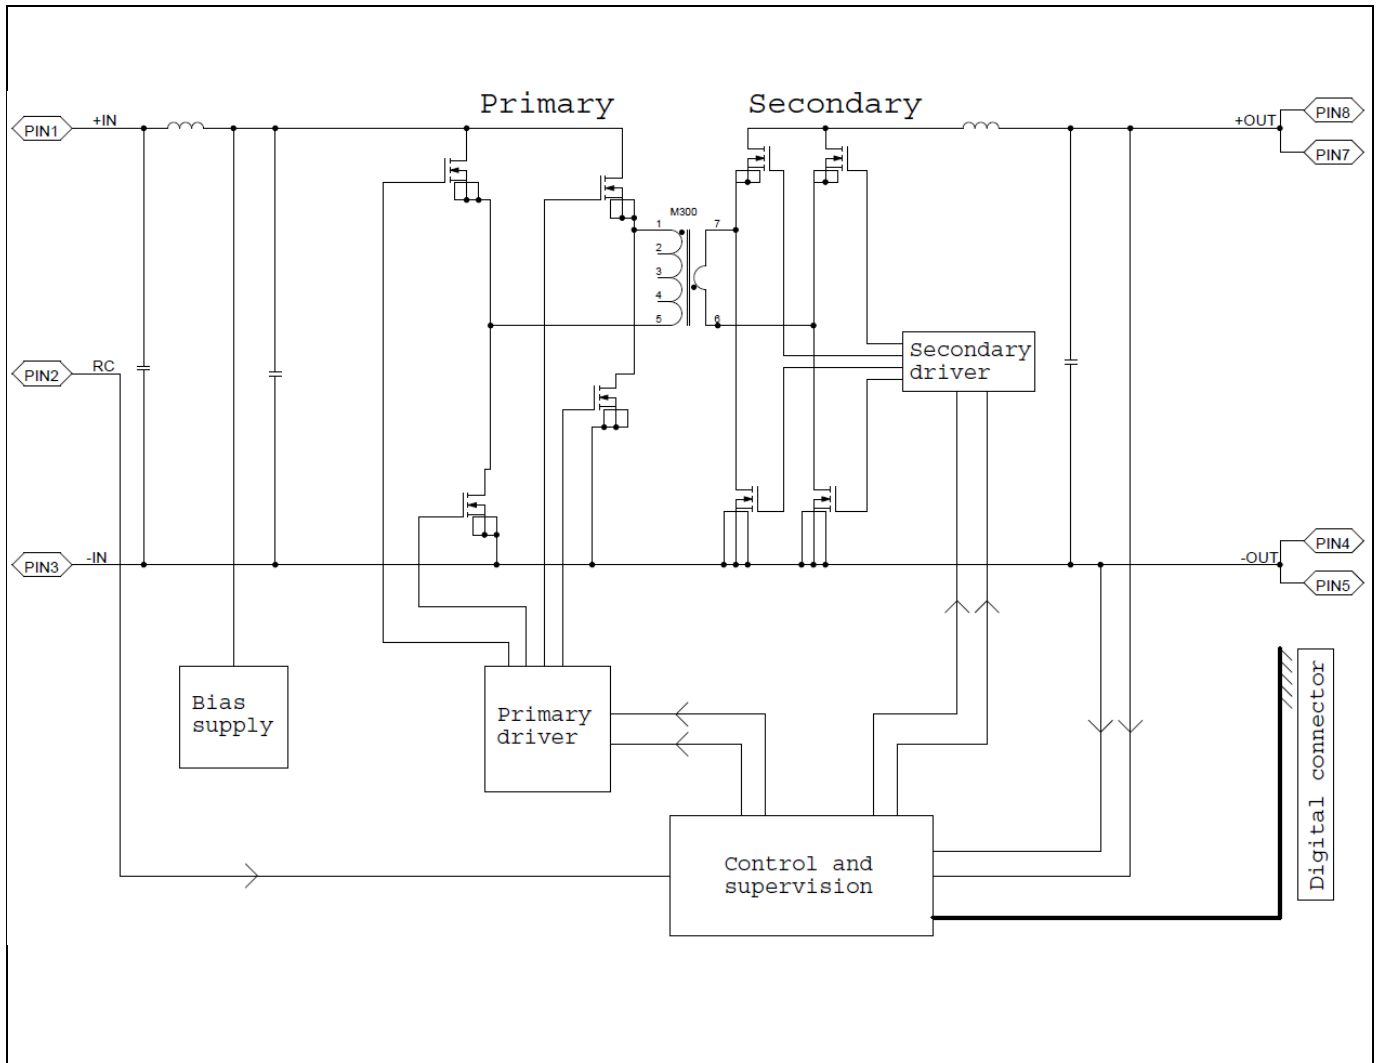 Primary
Secondary
PIN1
+IN
+OUT
PIN8
PIN7
M300
1
2
3
4
5
7
6
PIN2
RC
Secondary
driver
PIN3
-IN
-OUT
PIN4
PIN5
Bias
supply
Primary
driver
Control and
supervision
Digital connector